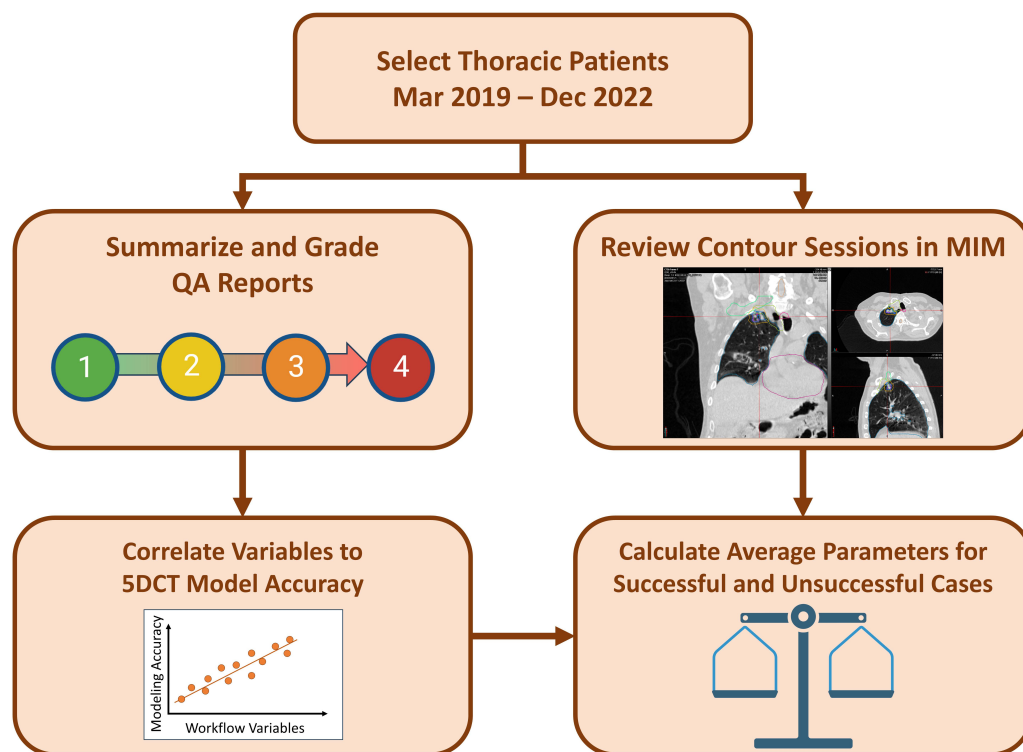 Select Thoracic Patients
Mar 2019 – Dec 2022
Summarize and Grade
QA Reports
1 2 3 4
Review Contour Sessions in MIM
Correlate Variables to
5DCT Model Accuracy
Modeling Accuracy
Workflow Variables
Calculate Average Parameters for
Successful and Unsuccessful Cases